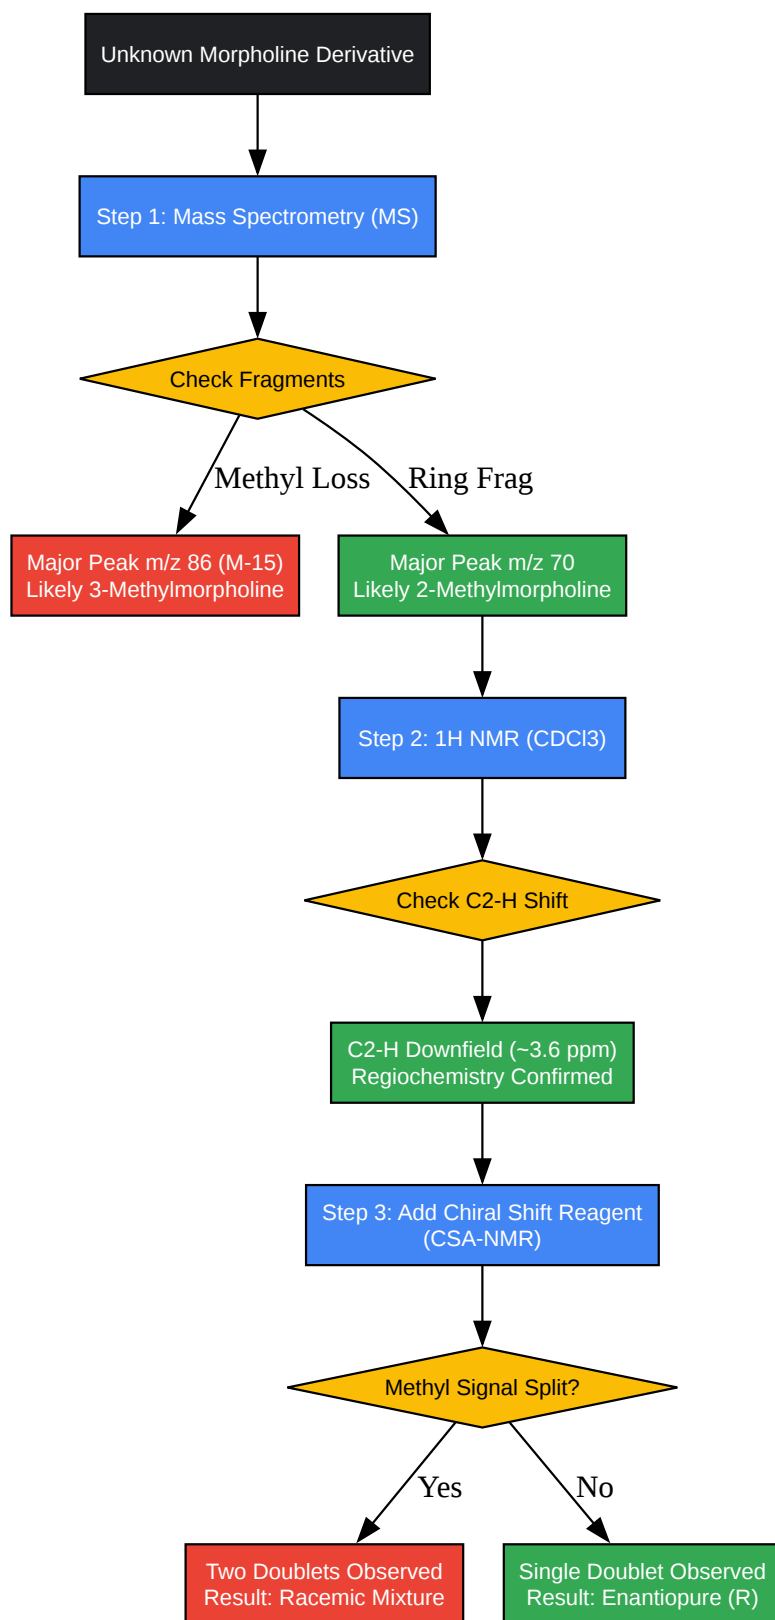 Unknown Morpholine Derivative
Step 1: Mass Spectrometry (MS)
Check Fragments
Methyl Loss
Ring Frag
Major Peak m/z 86 (M-15)
Likely 3-Methylmorpholine
Major Peak m/z 70
Likely 2-Methylmorpholine
Step 2: 1H NMR (CDCl3)
Check C2-H Shift
C2-H Downfield (~3.6 ppm)
Regiochemistry Confirmed
Step 3: Add Chiral Shift Reagent
(CSA-NMR)
Methyl Signal Split?
Yes
No
Two Doublets Observed
Result: Racemic Mixture
Single Doublet Observed
Result: Enantiopure (R)